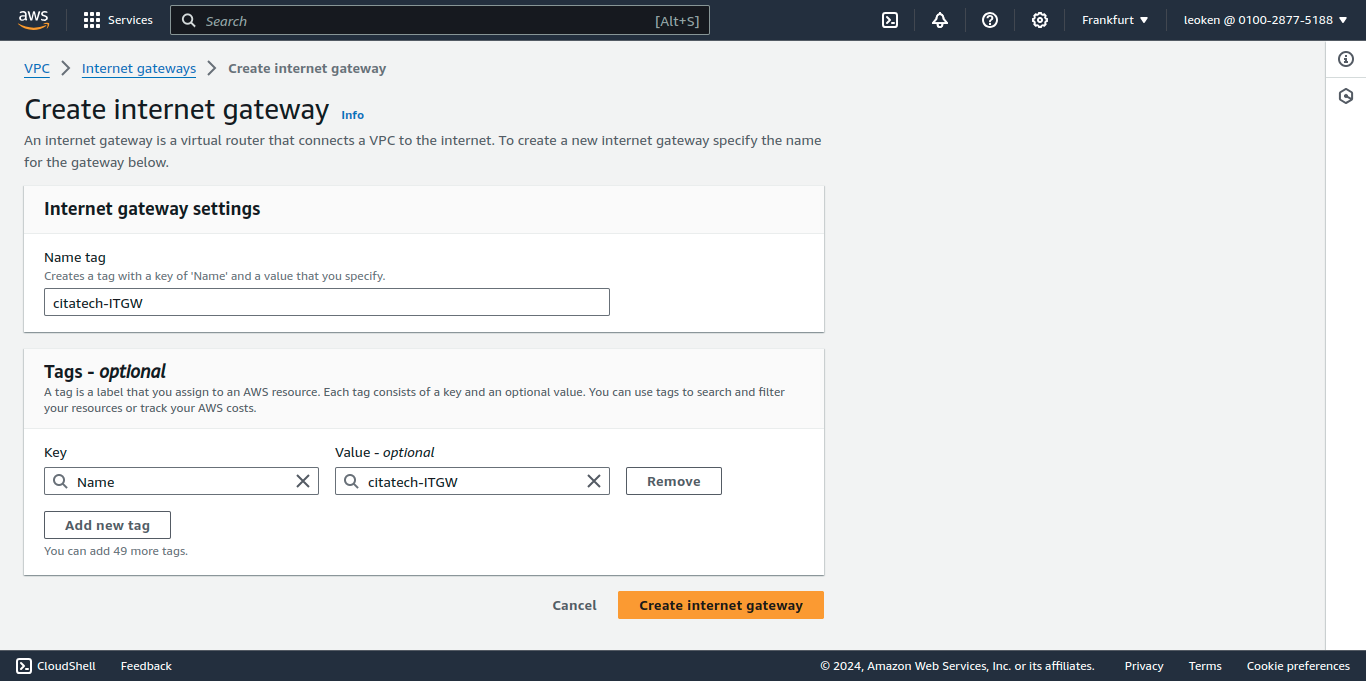 aws
Services
Search
[Alt+S]
Frankfurt
leoken @ 0100-2877-5188
VPC
Internet gateways
Create internet gateway
Create internet gateway
Info
An internet gateway is a virtual router that connects a VPC to the internet. To create a new internet gateway specify the name
for the gateway below.
Internet gateway settings
Name tag
Creates a tag with a key of 'Name' and a value that you specify.
citatech-ITGW
Tags - optional
A tag is a label that you assign to an AWS resource. Each tag consists of a key and an optional value. You can use tags to search and filter
your resources or track your AWS costs.
Key
Value - optional
Name
citatech-ITGW
Remove
Add new tag
You can add 49 more tags.
Cancel
Create internet gateway
CloudShell
Feedback
© 2024, Amazon Web Services, Inc. or its affiliates.
Privacy
Terms
Cookie preferences